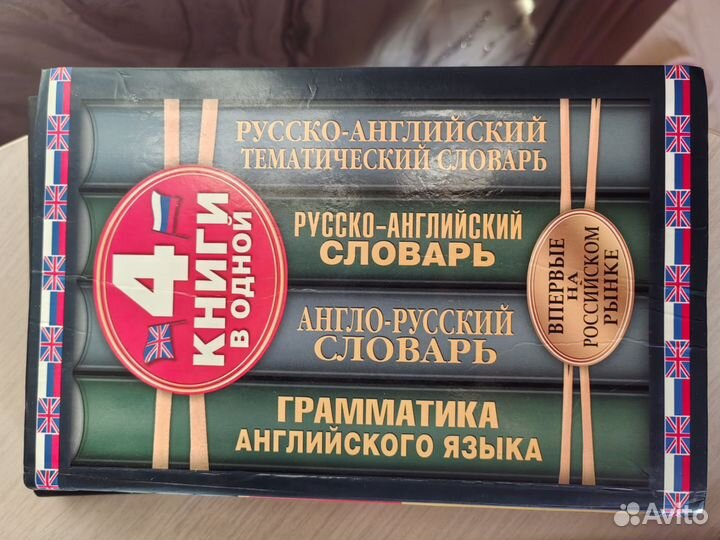 РУССКО-АНГЛИЙСКИЙ
ТЕМАТИЧЕСКИЙ СЛОВАРЬ
РУССКО-АНГЛИЙСКИЙ
СЛОВАРЬ
АНГЛО-РУССКИЙ
СЛОВАРЬ
ГРАММАТИКА
АНГЛИЙСКОГО ЯЗЫКА
4
КНИГИ
В ОДНОЙ
ВПЕРВЫЕ
НА
РОССИЙСКОМ
РЫНКЕ
Avito